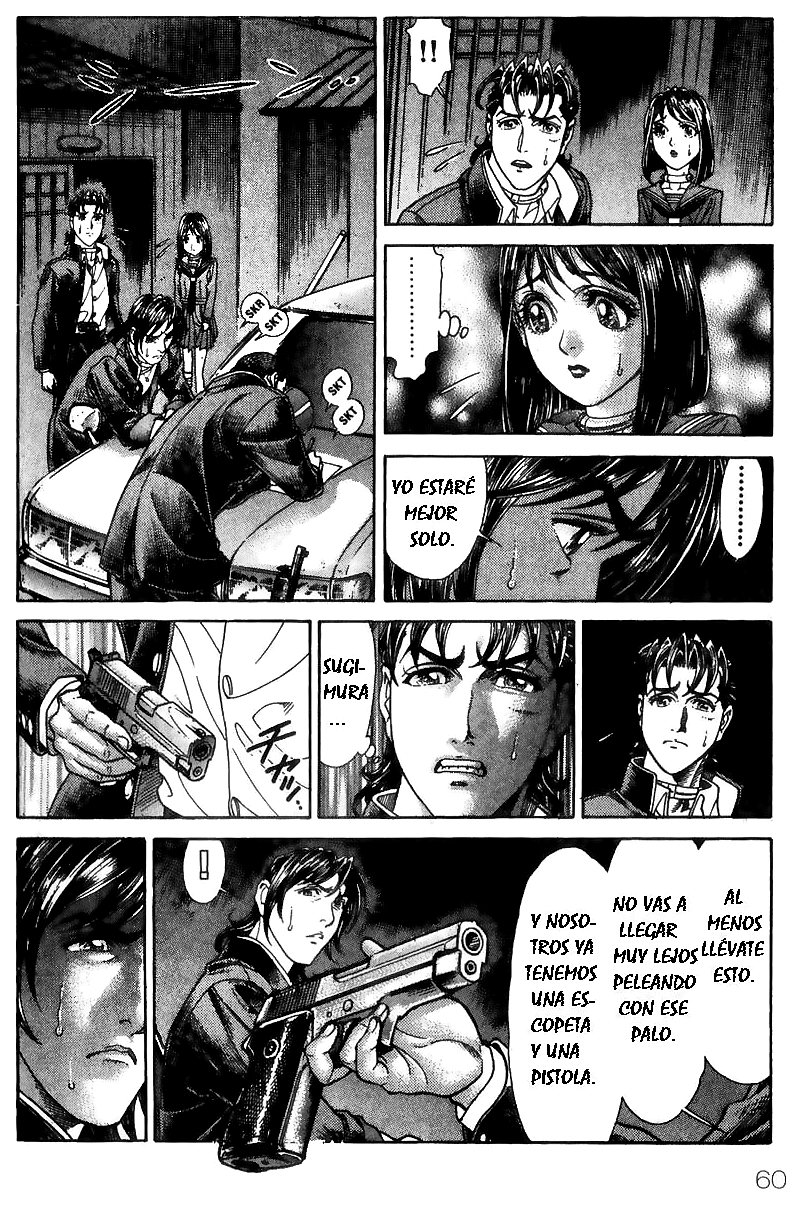 !!
........
........
YO ESTARÉ
MEJOR
SOLO.
SKR
SKT
SKT
SKT
SUGI-
MURA
...
AL
MENOS
LLÉVATE
ESTO.
NO VAS A
LLEGAR
MUY LEJOS
PELEANDO
CON ESE
PALO.
Y NOSO-
TROS YA
TENEMOS
UNA ES-
COPETA
Y UNA
PISTOLA.
!
60